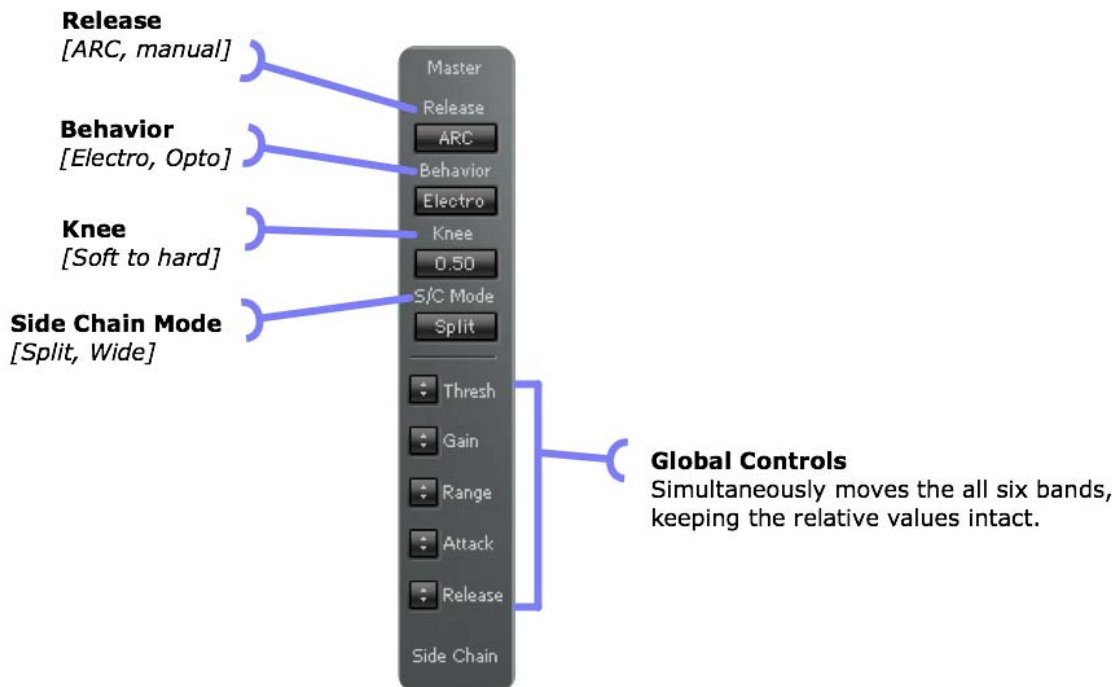 Release
[ARC, manual]
Behavior
[Electro, Opto]
Knee
[Soft to hard]
Side Chain Mode
[Split, Wide]
Master
Release
ARC
Behavior
Electro
Knee
0.50
S/C Mode
Split
Thresh
Gain
Range
Attack
Release
Side Chain
Global Controls
Simultaneously moves the all six bands,
keeping the relative values intact.